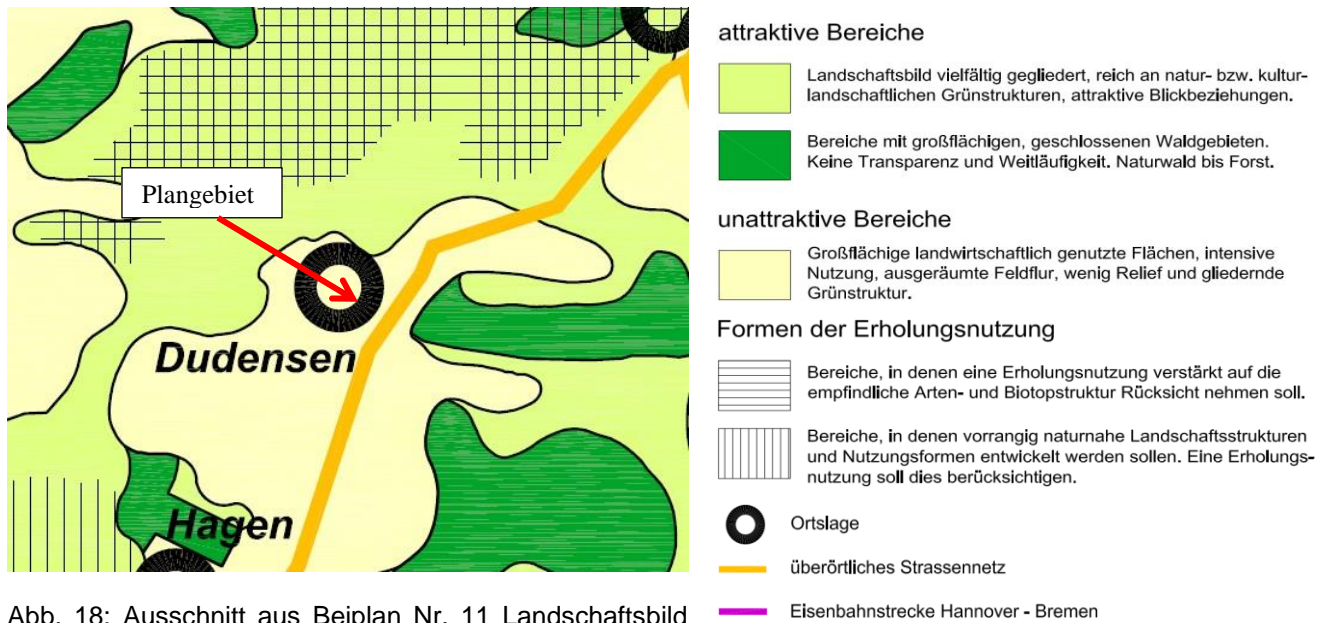 Plangebiet
Dudensen
Hagen
Abb. 18: Ausschnitt aus Beiplan Nr. 11 Landschaftsbild
attraktive Bereiche
Landschaftsbild vielfältig gegliedert, reich an natur- bzw. kultur-
landschaftlichen Grünstrukturen, attraktive Blickbeziehungen.
Bereiche mit großflächigen, geschlossenen Waldgebieten.
Keine Transparenz und Weitläufigkeit. Naturwald bis Forst.
unattraktive Bereiche
Großflächige landwirtschaftlich genutzte Flächen, intensive
Nutzung, ausgeräumte Feldflur, wenig Relief und gliedernde
Grünstruktur.
Formen der Erholungsnutzung
Bereiche, in denen eine Erholungsnutzung verstärkt auf die
empfindliche Arten- und Biotopstruktur Rücksicht nehmen soll.
Bereiche, in denen vorrangig naturnahe Landschaftsstrukturen
und Nutzungsformen entwickelt werden sollen. Eine Erholungs-
nutzung soll dies berücksichtigen.
Ortslage
überörtliches Strassennetz
Eisenbahnstrecke Hannover - Bremen